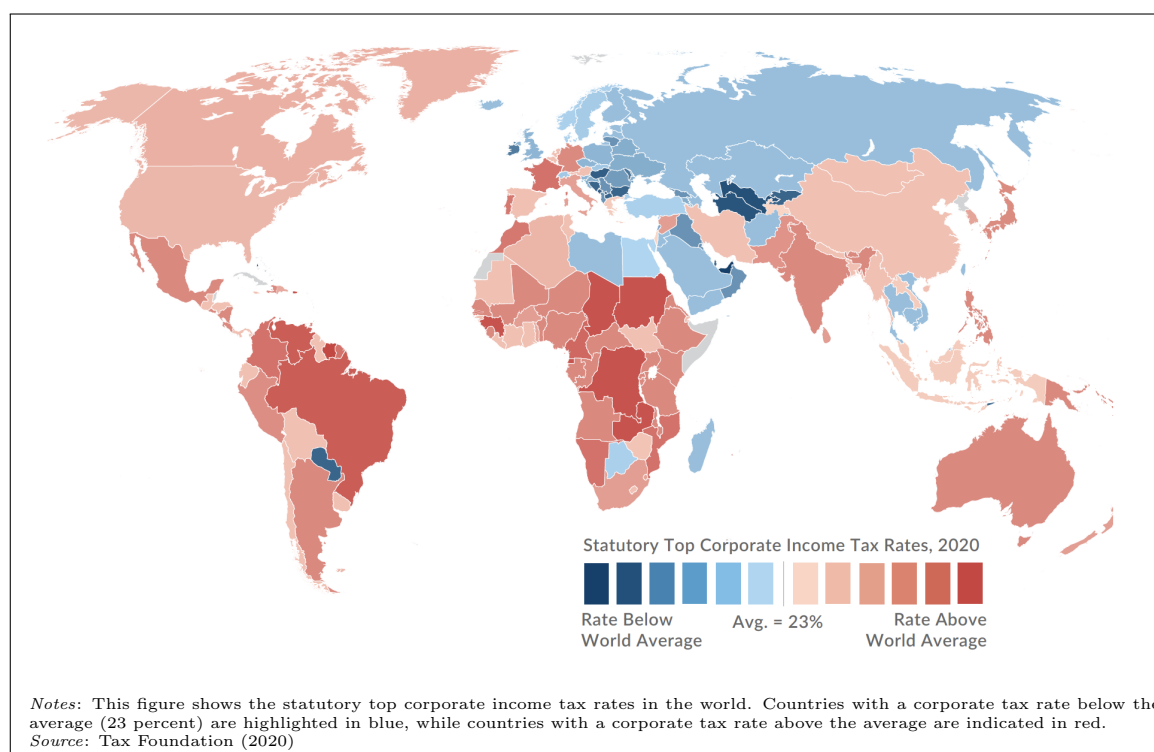 Statutory Top Corporate Income Tax Rates, 2020
Rate Below
World Average
Avg. = 23%
Rate Above
World Average
Notes: This figure shows the statutory top corporate income tax rates in the world. Countries with a corporate tax rate below the
average (23 percent) are highlighted in blue, while countries with a corporate tax rate above the average are indicated in red.
Source: Tax Foundation (2020)